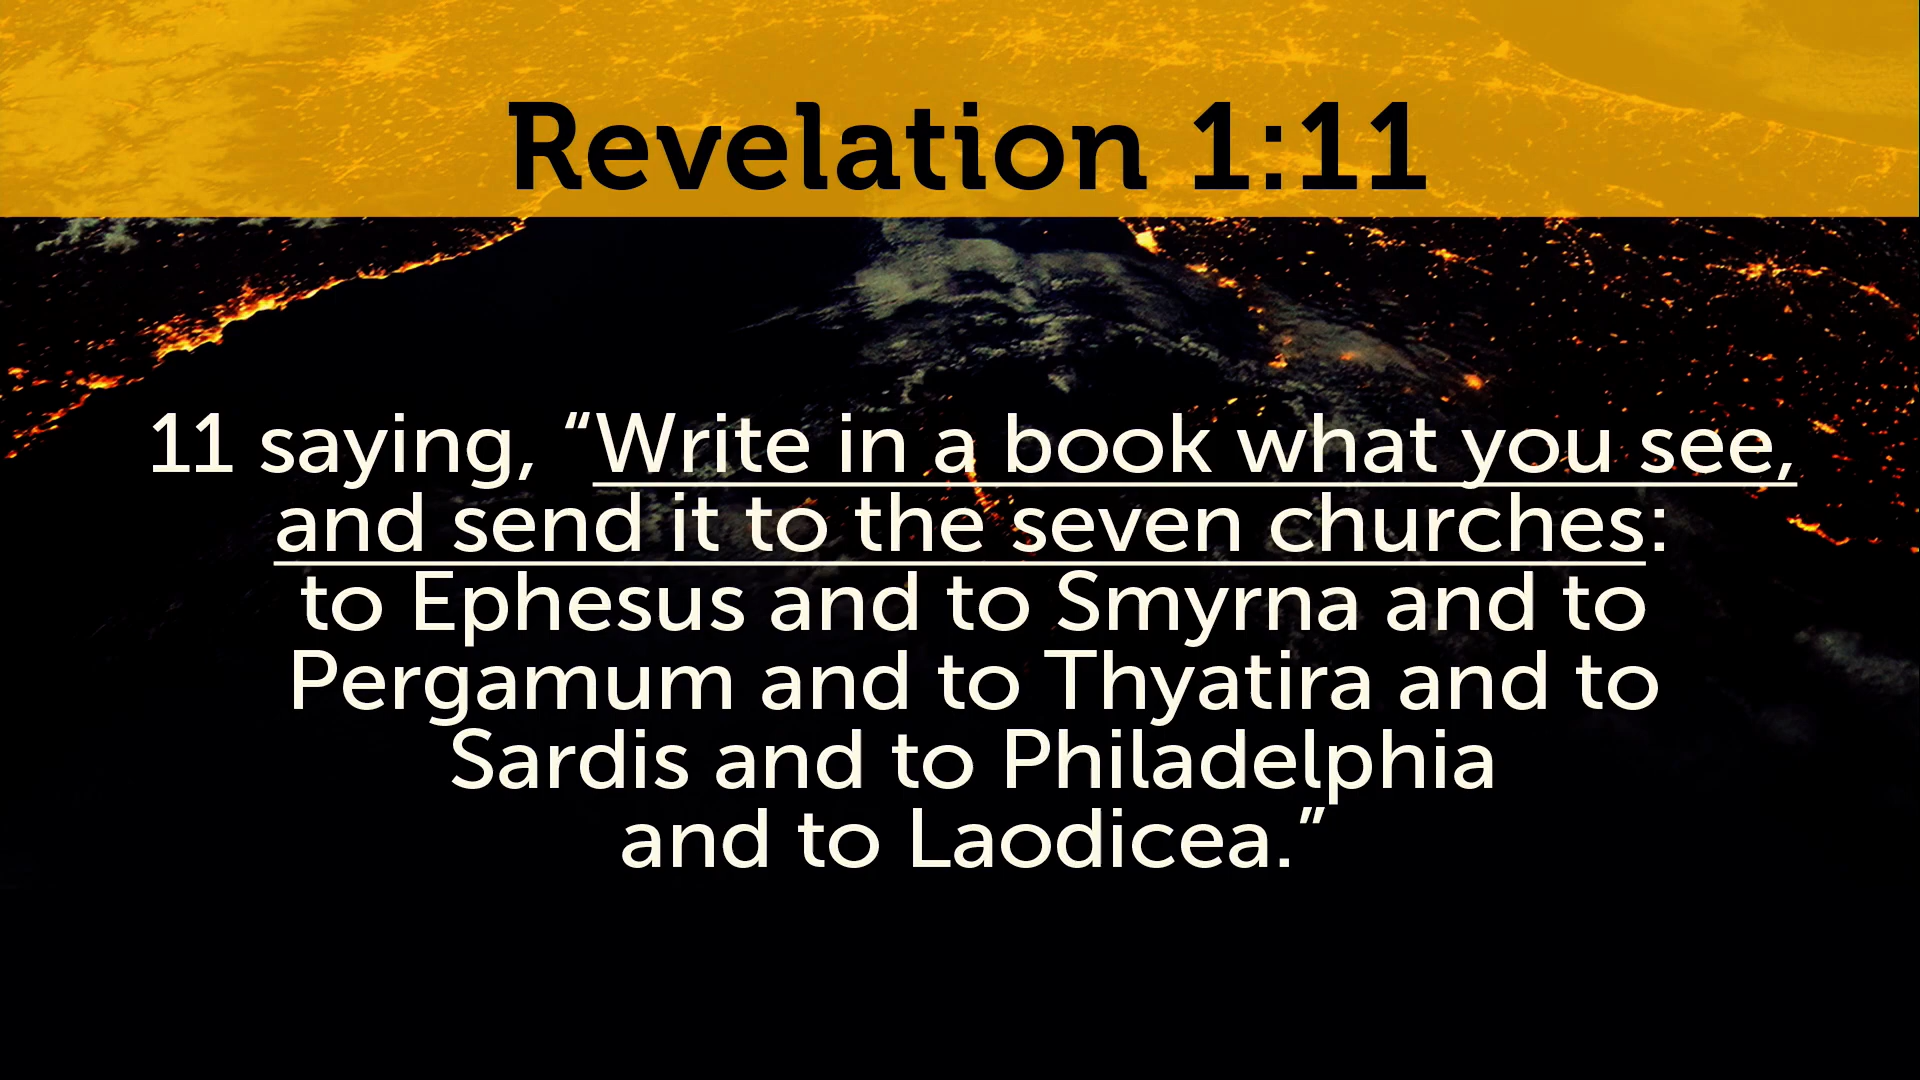 Revelation 1:11
11 saying, “Write in a book what you see,
and send it to the seven churches:
to Ephesus and to Smyrna and to
Pergamum and to Thyatira and to
Sardis and to Philadelphia
and to Laodicea.”